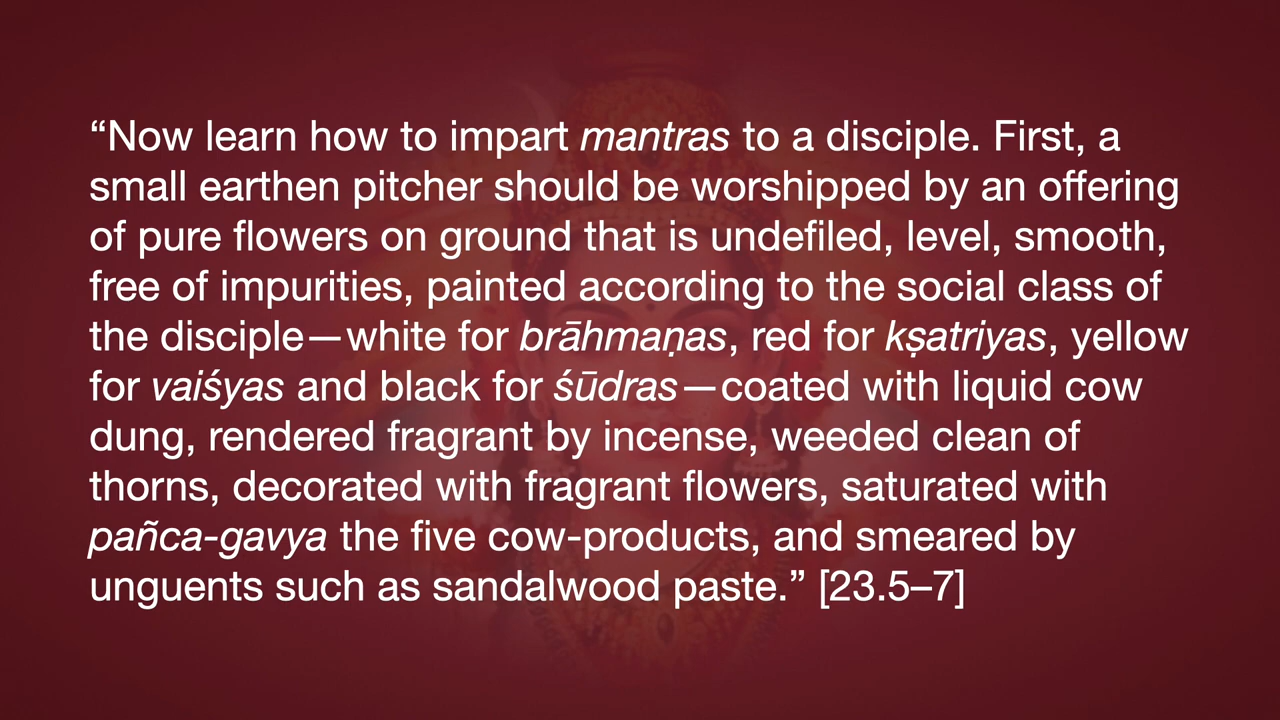 “Now learn how to impart mantras to a disciple. First, a
small earthen pitcher should be worshipped by an offering
of pure flowers on ground that is undefiled, level, smooth,
free of impurities, painted according to the social class of
the disciple—white for brāhmaṇas, red for kṣatriyas, yellow
for vaiśyas and black for śūdras—coated with liquid cow
dung, rendered fragrant by incense, weeded clean of
thorns, decorated with fragrant flowers, saturated with
pañca-gavya the five cow-products, and smeared by
unguents such as sandalwood paste.” [23.5–7]